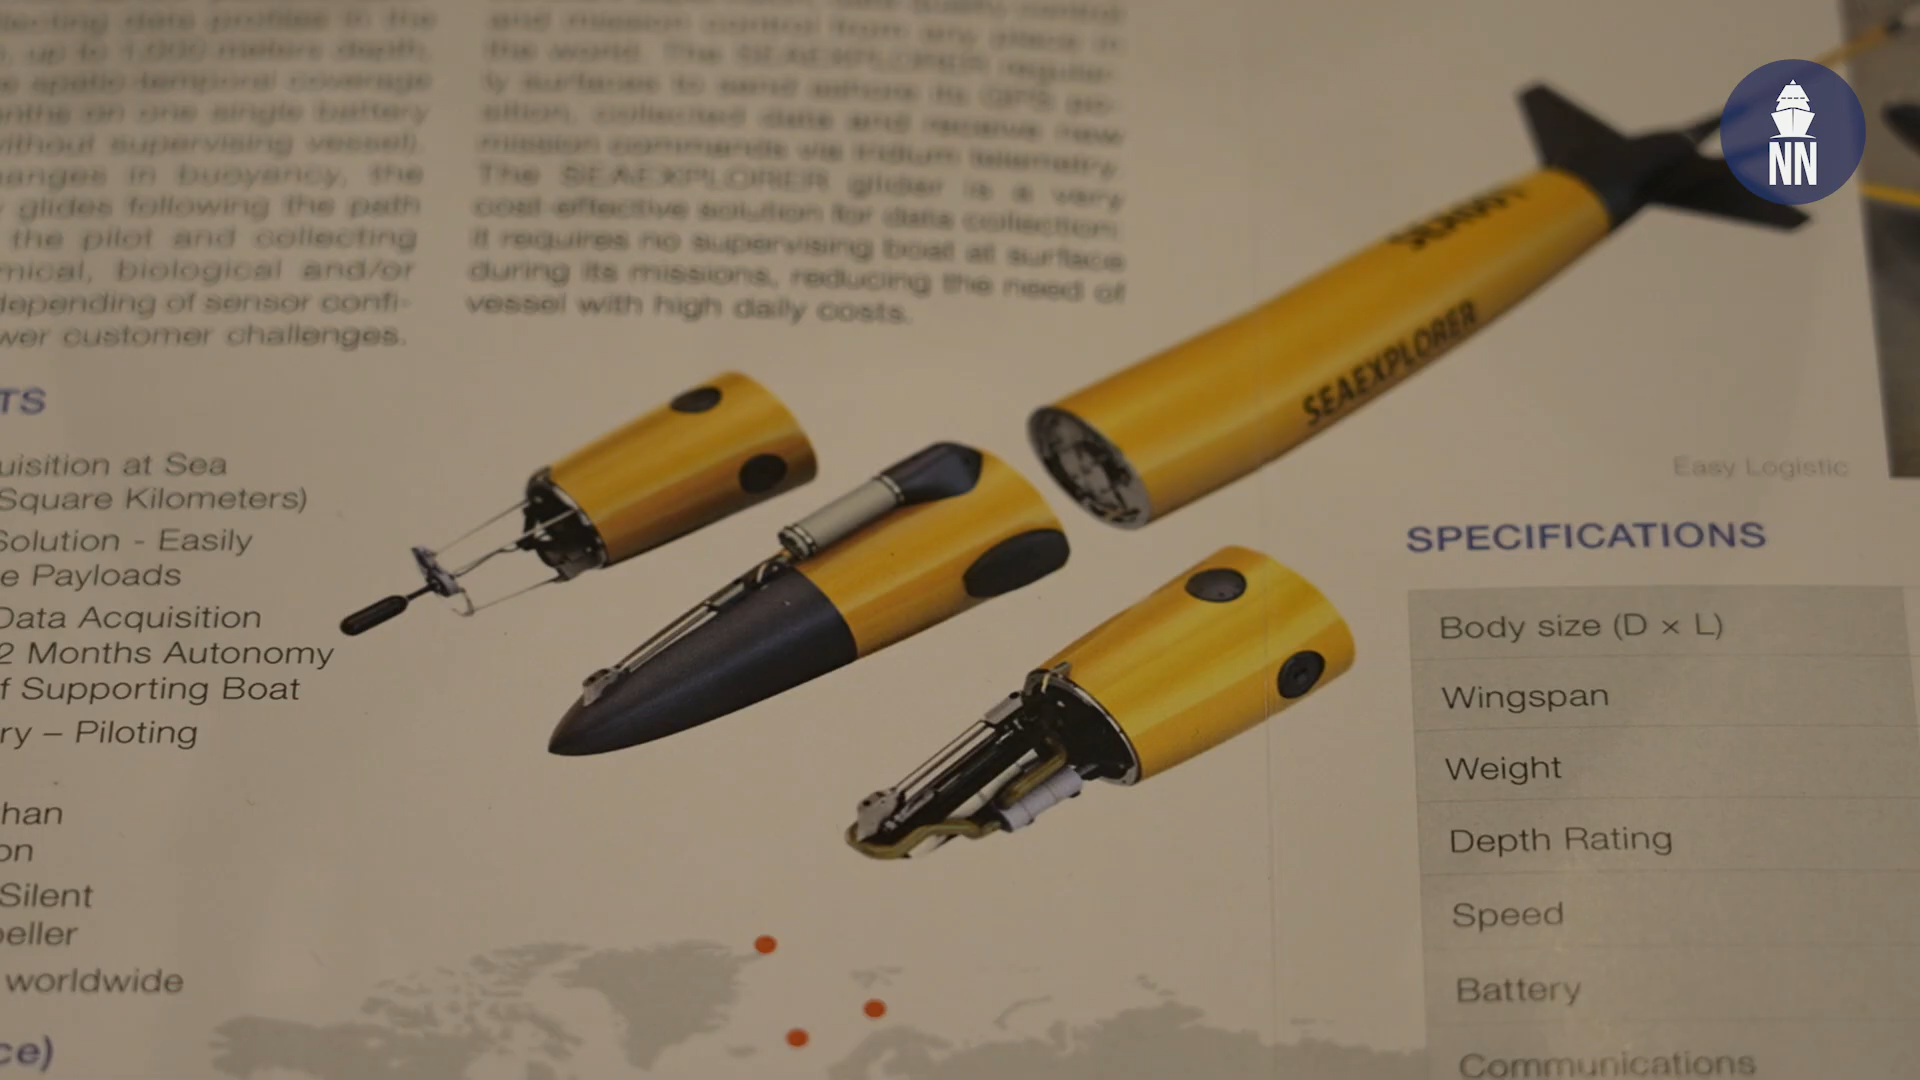 llecting data profiles in the
, up to 1,000 meters depth,
e spatio-temporal coverage
nths on one single battery
without supervising vessel).
anges in buoyancy, the
glides following the path
the pilot and collecting
mical, biological and/or
depending of sensor confi-
wer customer challenges.
and mission control from any place in
the world. The SEAEXPLORER regular-
ly surfaces to send ashore its GPS po-
sition, collected data and receive new
mission commands via Iridium telemetry.
The SEAEXPLORER glider is a very
cost-effective solution for data collection:
it requires no supervising boat at surface
during its missions, reducing the need of
vessel with high daily costs.
NN
SEAEXPLORER
Easy Logistic
TS
uisition at Sea
Square Kilometers)
Solution - Easily
e Payloads
Data Acquisition
2 Months Autonomy
f Supporting Boat
ry – Piloting
han
on
Silent
peller
worldwide
ce)
SPECIFICATIONS
Body size (D × L)
Wingspan
Weight
Depth Rating
Speed
Battery
Communications